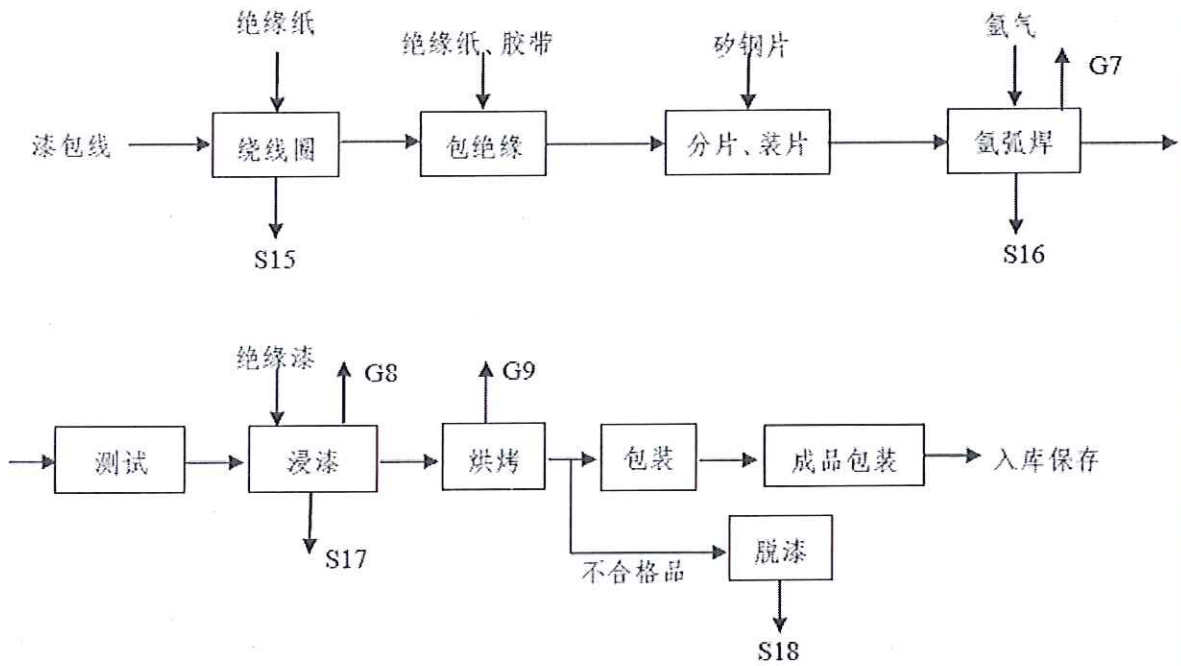 绝缘纸
绝缘纸、胶带
矽钢片
氩气
G7
漆包线
绕线圈
包绝缘
分片、装片
氩弧焊
S15
S16
绝缘漆
G8
G9
测试
浸漆
烘烤
包装
成品包装
入库保存
S17
不合格品
脱漆
S18